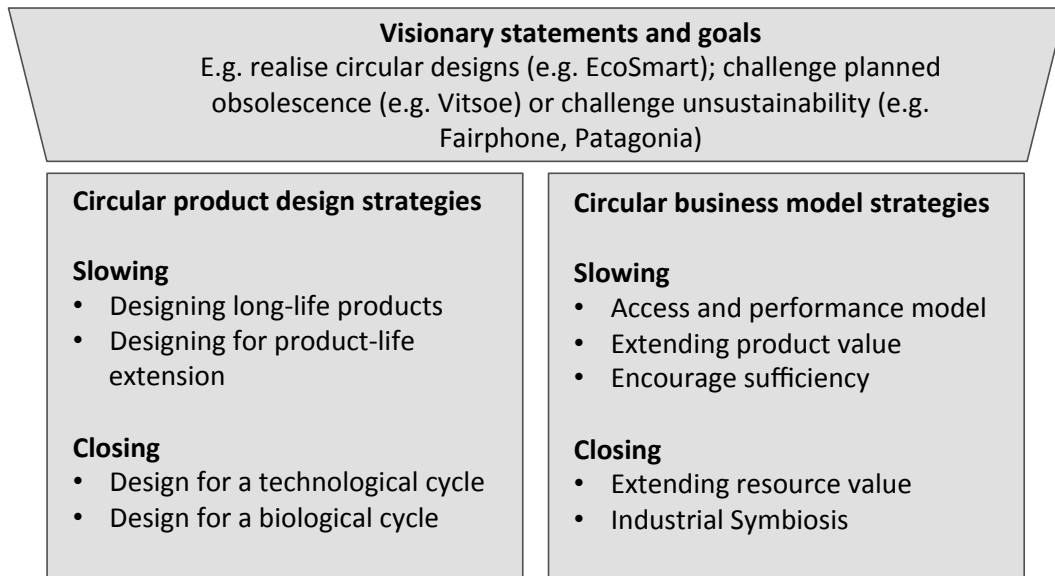 Visionary statements and goals
E.g. realise circular designs (e.g. EcoSmart); challenge planned
obsolescence (e.g. Vitsoe) or challenge unsustainability (e.g.
Fairphone, Patagonia)
Circular product design strategies
Slowing
• Designing long-life products
• Designing for product-life
extension
Closing
• Design for a technological cycle
• Design for a biological cycle
Circular business model strategies
Slowing
• Access and performance model
• Extending product value
• Encourage sufficiency
Closing
• Extending resource value
• Industrial Symbiosis